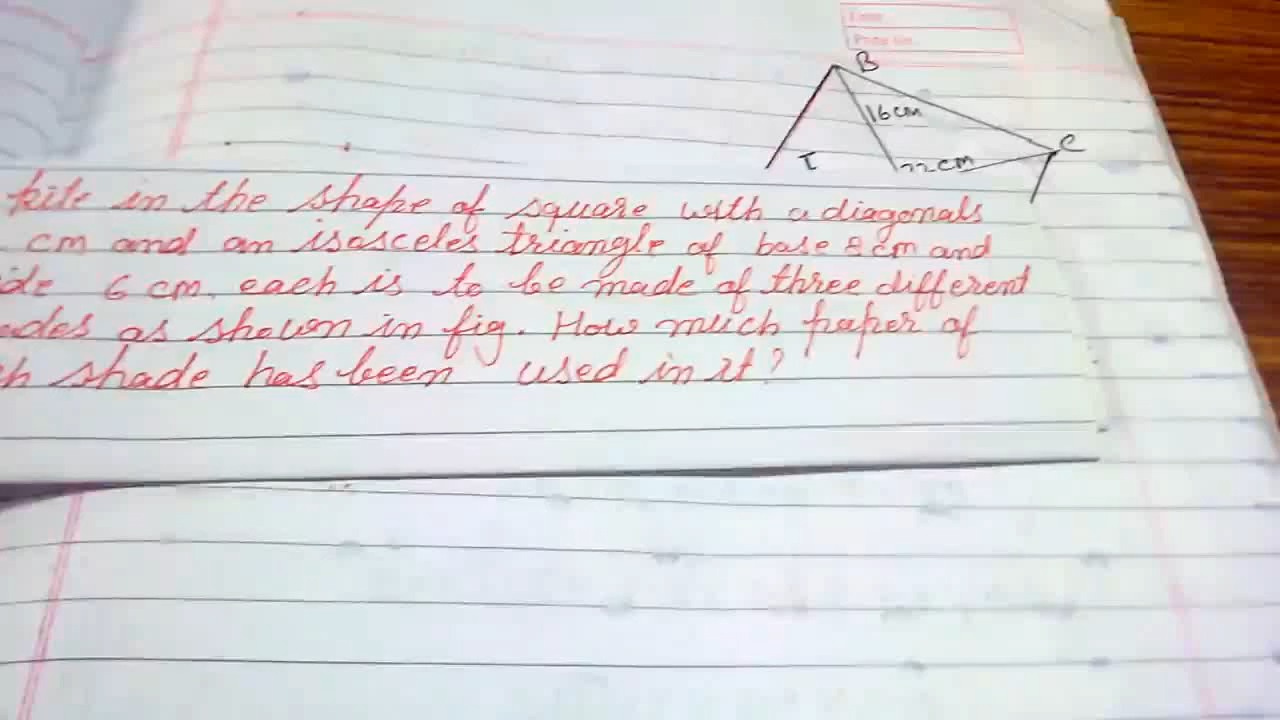 B
16cm
C
I
22cm
kite in the shape of square with a diagonals
cm and an isosceles triangle of base 8cm and
ide 6 cm. each is to be made of three different
ades as shown in fig. How much paper of
h shade has been used in it?